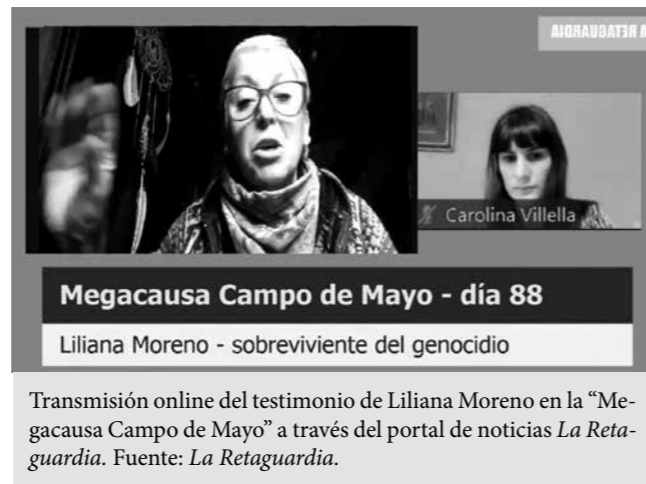 A RETAGUARDIA
Carolina Villella
Megacausa Campo de Mayo - día 88
Liliana Moreno - sobreviviente del genocidio
Transmisión online del testimonio de Liliana Moreno en la “Me-
gacausa Campo de Mayo” a través del portal de noticias La Reta-
guardia. Fuente: La Retaguardia.